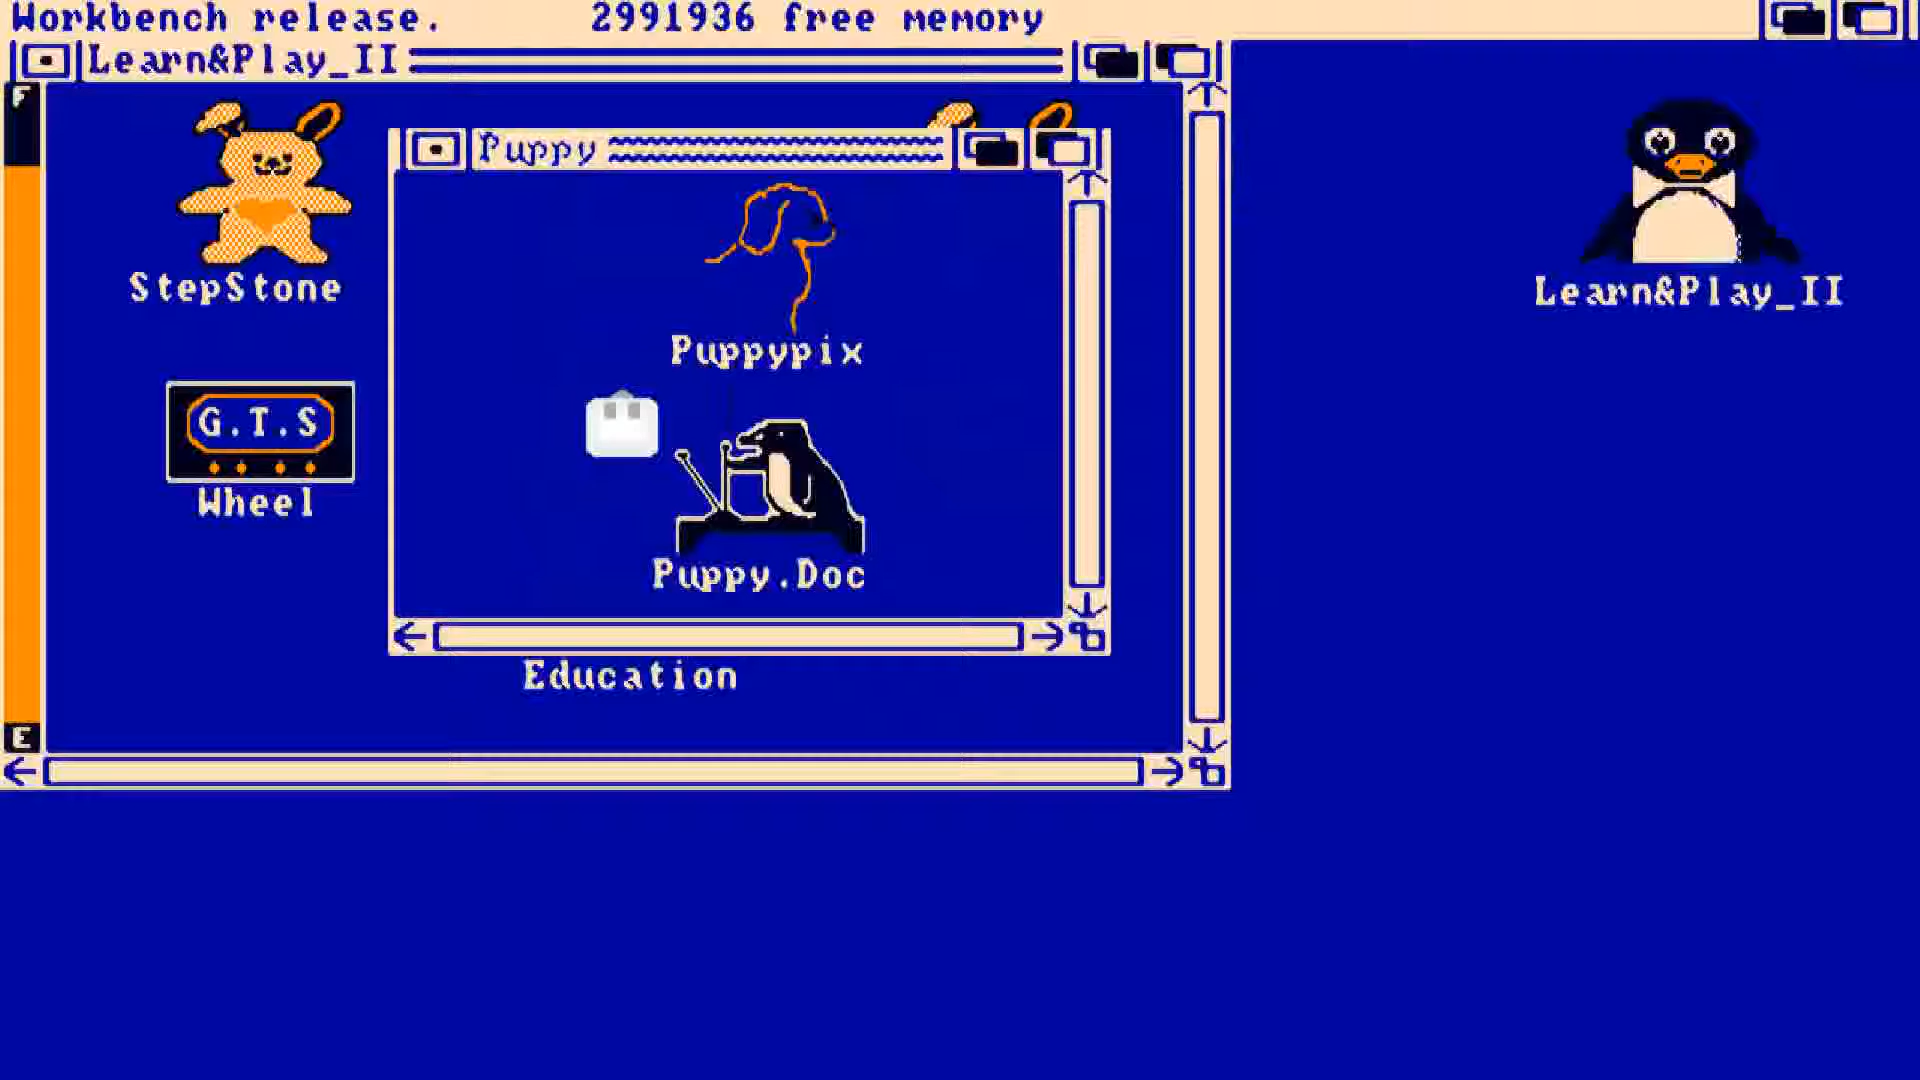 Workbench release. 2991936 free memory
Learn&Play_II
F
Puppy
StepStone
Learn&Play_II
Puppypix
G.T.S
Wheel
Puppy.Doc
Education
E